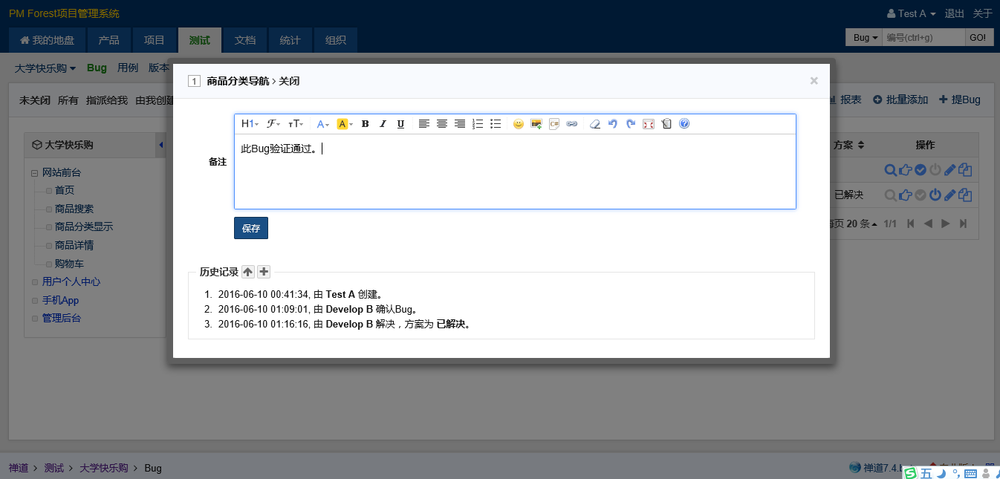 PM Forest项目管理系统
Test A 退出 关于
我的地盘 产品 项目 测试 文档 统计 组织
Bug 编号(ctrl+g) GO!
大学快乐购 Bug 用例 版本
1 商品分类导航 > 关闭 ×
未关闭 所有 指派给我 由我创建
报表 批量添加 提Bug
H1 F тT A A B I U C#
备注
此Bug验证通过。
保存
大学快乐购
网站前台
首页
商品搜索
商品分类显示
商品详情
购物车
用户个人中心
手机App
管理后台
方案 操作
已解决
页 20 条 1/1
历史记录
1. 2016-06-10 00:41:34, 由 Test A 创建。
2. 2016-06-10 01:09:01, 由 Develop B 确认Bug。
3. 2016-06-10 01:16:16, 由 Develop B 解决，方案为 已解决。
禅道 > 测试 > 大学快乐购 > Bug
禅道7.4.b
五